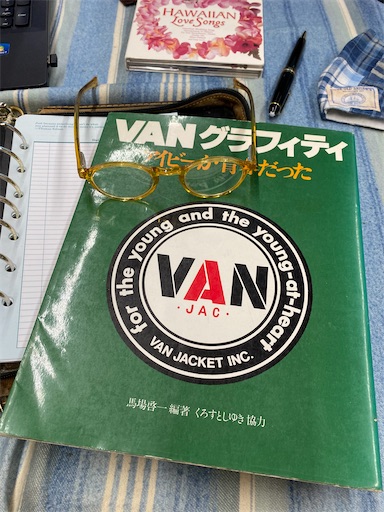 HAWAIIAN
Love Songs
VANグラフィティ
アイビーが青春だった
for the young and the young-at-heart
VAN
·JAC·
VAN JACKET INC.
馬場啓一 編著 くろすとしゆき 協力